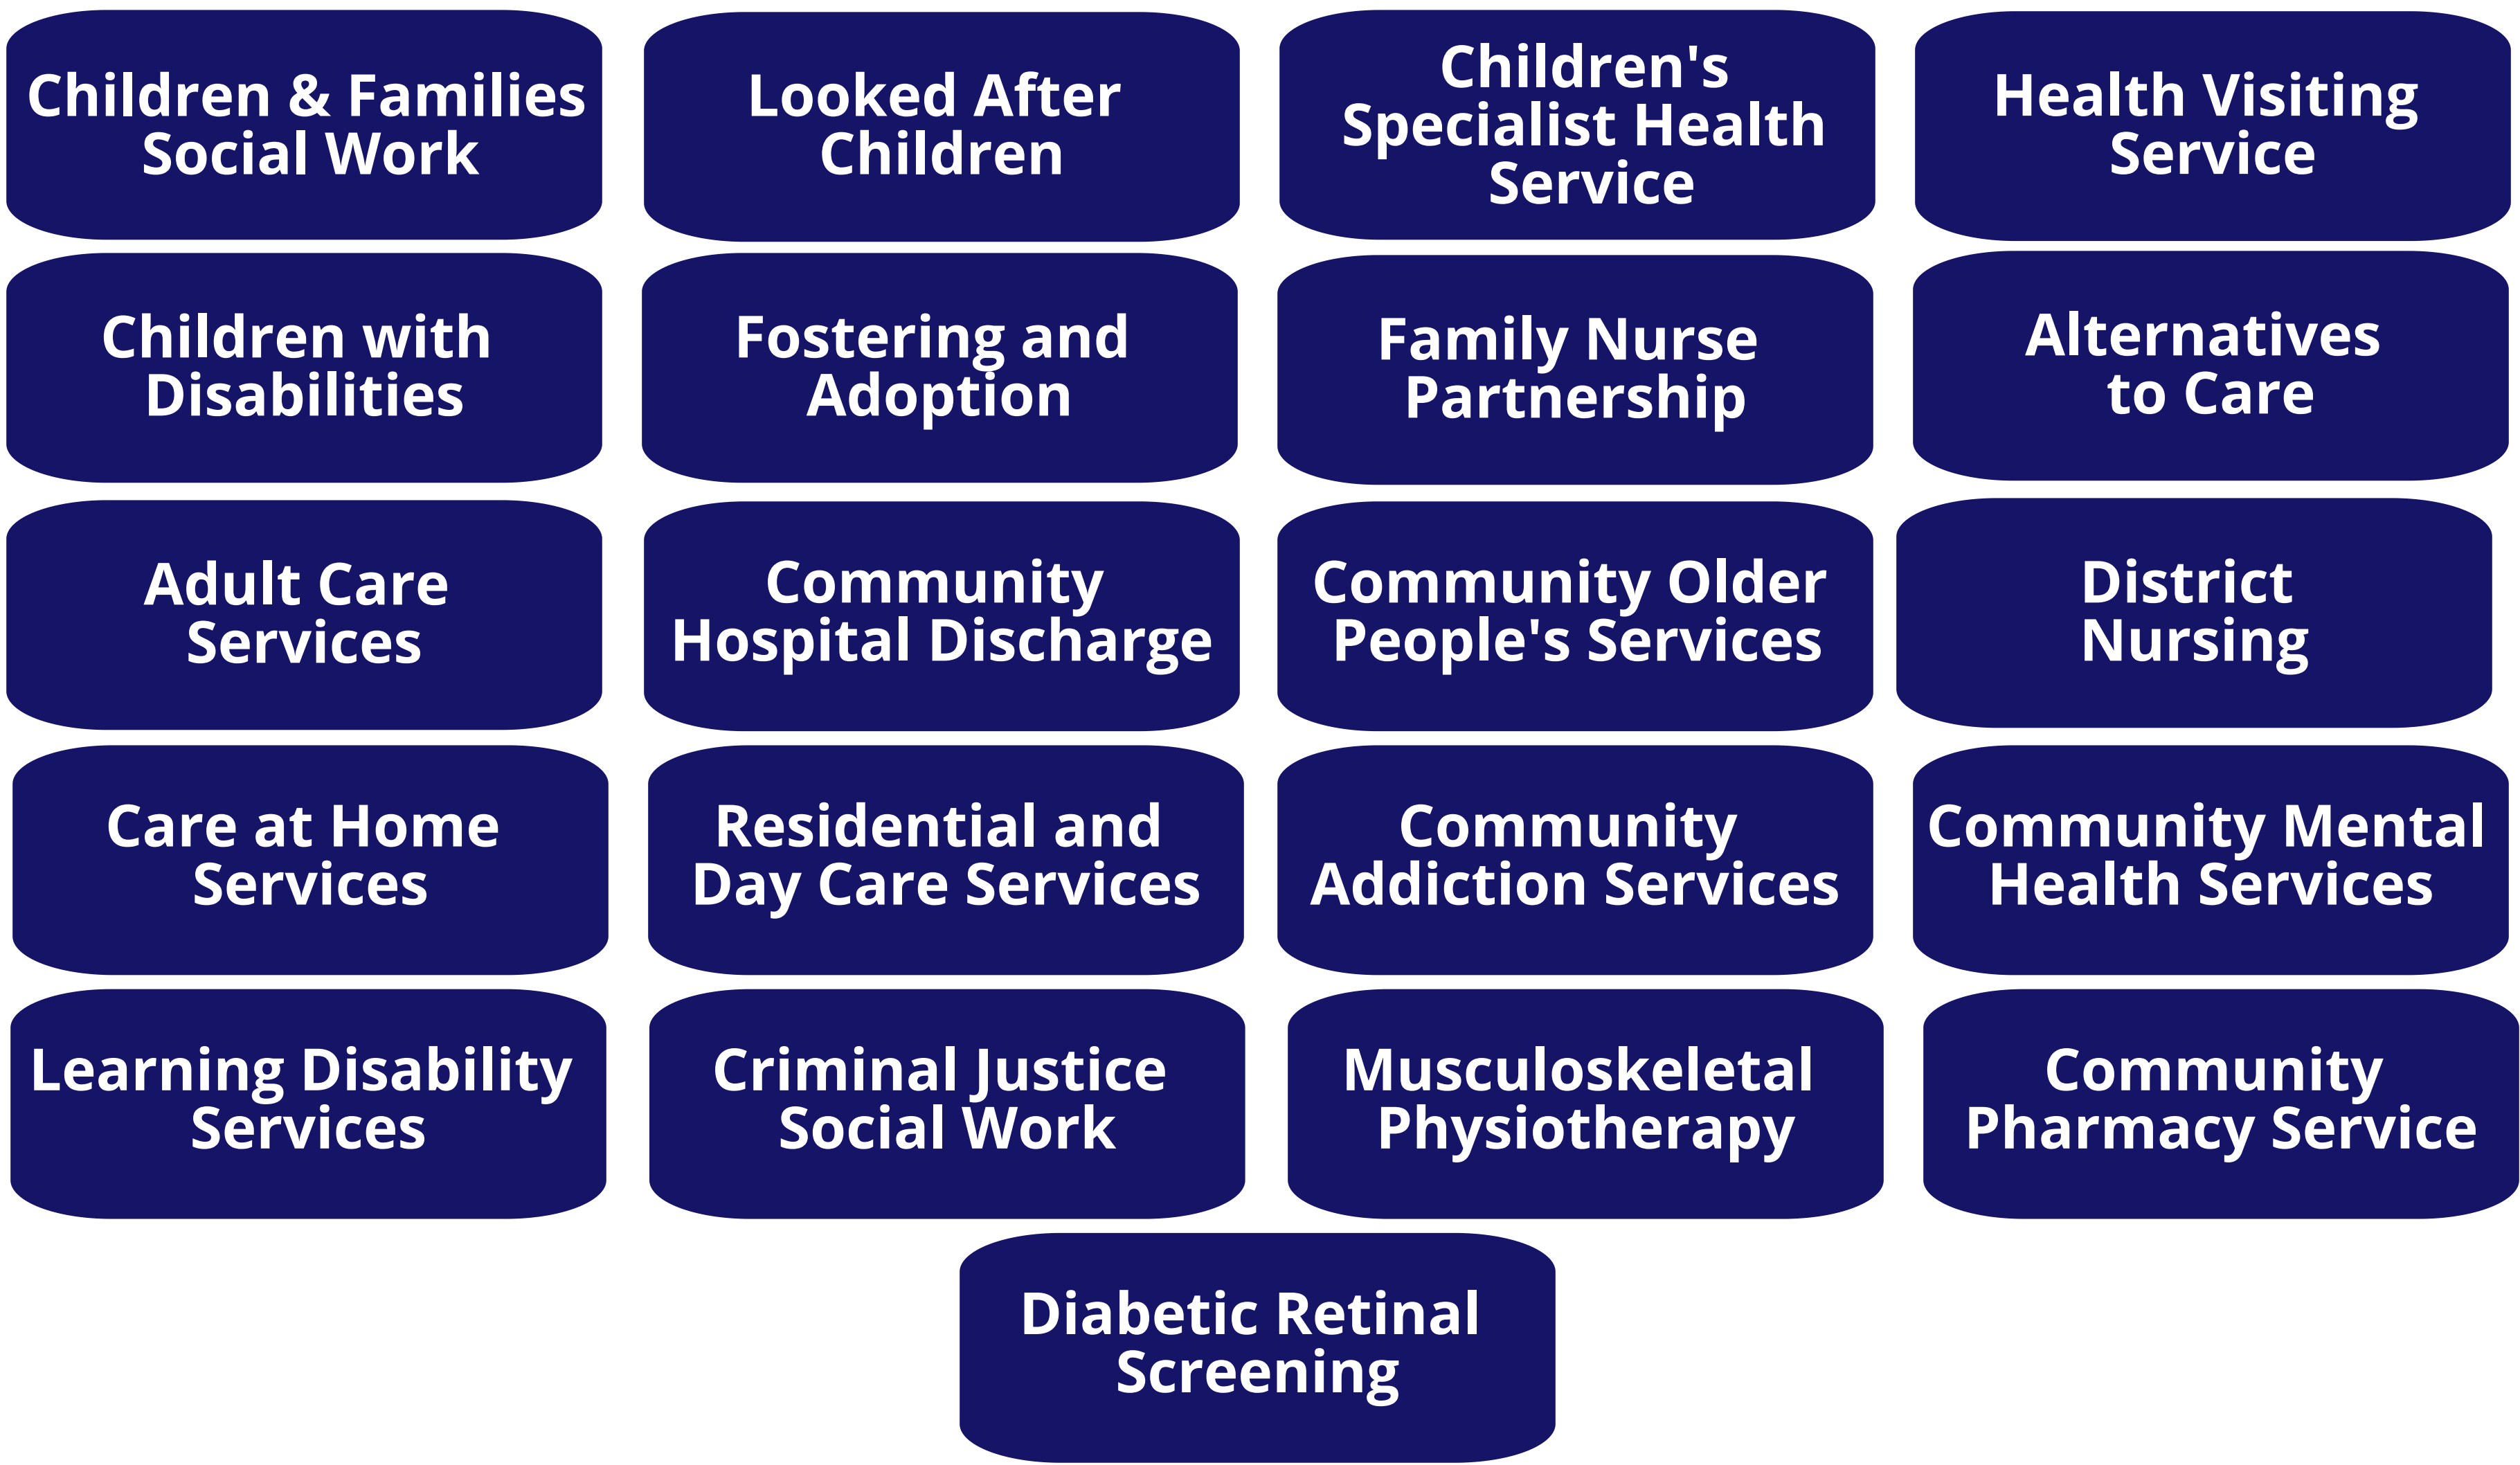 Children & Families
Social Work
Looked After
Children
Children's
Specialist Health
Service
Health Visiting
Service
Children with
Disabilities
Fostering and
Adoption
Family Nurse
Partnership
Alternatives
to Care
Adult Care
Services
Community
Hospital Discharge
Community Older
People's Services
District
Nursing
Care at Home
Services
Residential and
Day Care Services
Community
Addiction Services
Community Mental
Health Services
Learning Disability
Services
Criminal Justice
Social Work
Musculoskeletal
Physiotherapy
Community
Pharmacy Service
Diabetic Retinal
Screening